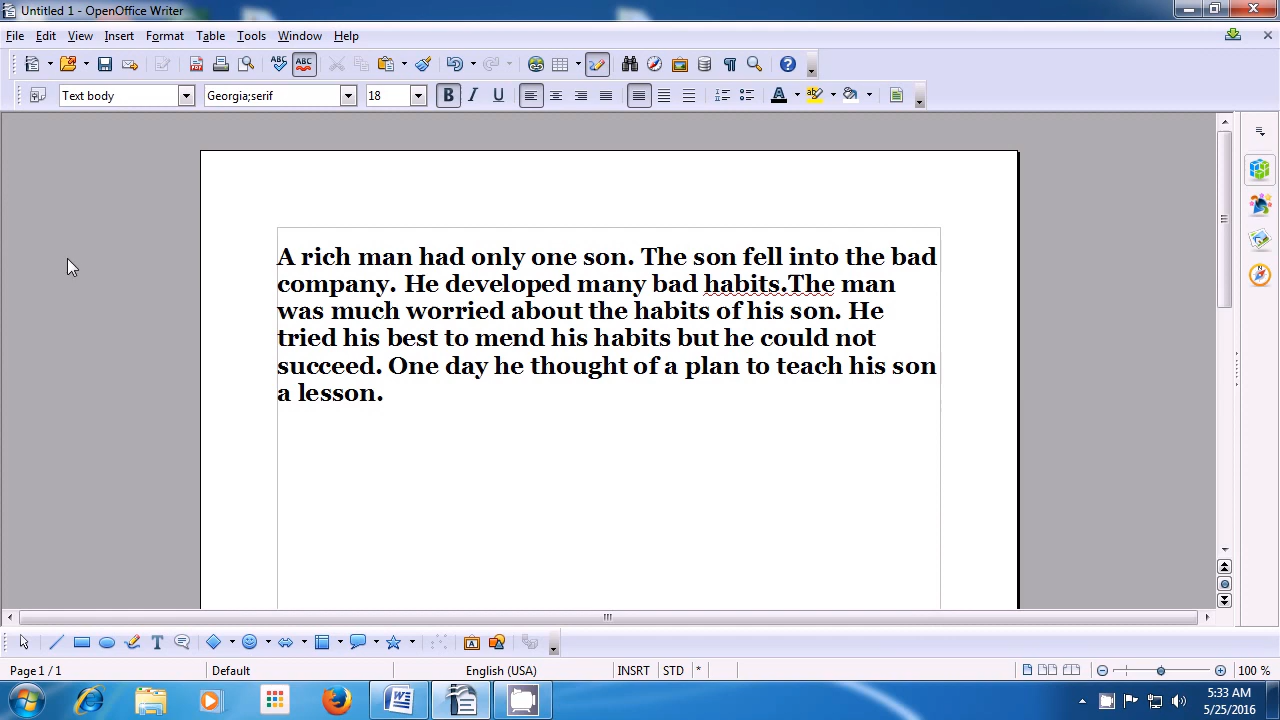 Untitled 1 - OpenOffice Writer
File Edit View Insert Format Table Tools Window Help
Text body Georgia;serif 18 B I U
A rich man had only one son. The son fell into the bad
company. He developed many bad habits.The man
was much worried about the habits of his son. He
tried his best to mend his habits but he could not
succeed. One day he thought of a plan to teach his son
a lesson.
Page 1 / 1 Default English (USA) INSRT STD * 100 %
5:33 AM
5/25/2016